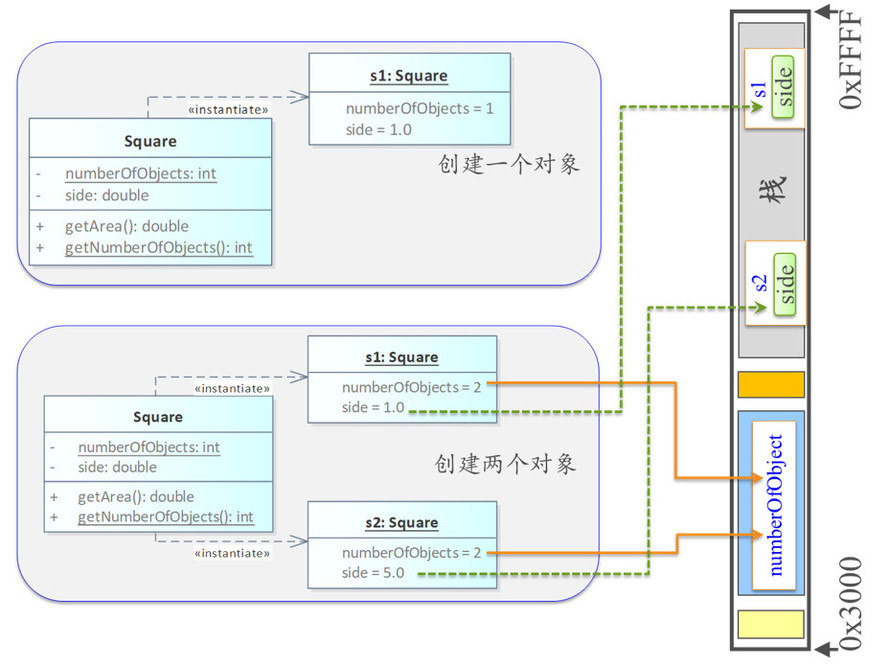 s1: Square
numberOfObjects = 1
side = 1.0
«instantiate»
Square
- numberOfObjects: int
- side: double
+ getArea(): double
+ getNumberOfObjects(): int
创建一个对象
s1: Square
numberOfObjects = 2
side = 1.0
«instantiate»
Square
- numberOfObjects: int
- side: double
+ getArea(): double
+ getNumberOfObjects(): int
«instantiate»
创建两个对象
s2: Square
numberOfObjects = 2
side = 5.0
0xFFFF
s1
side
栈
s2
side
numberOfObject
0x3000